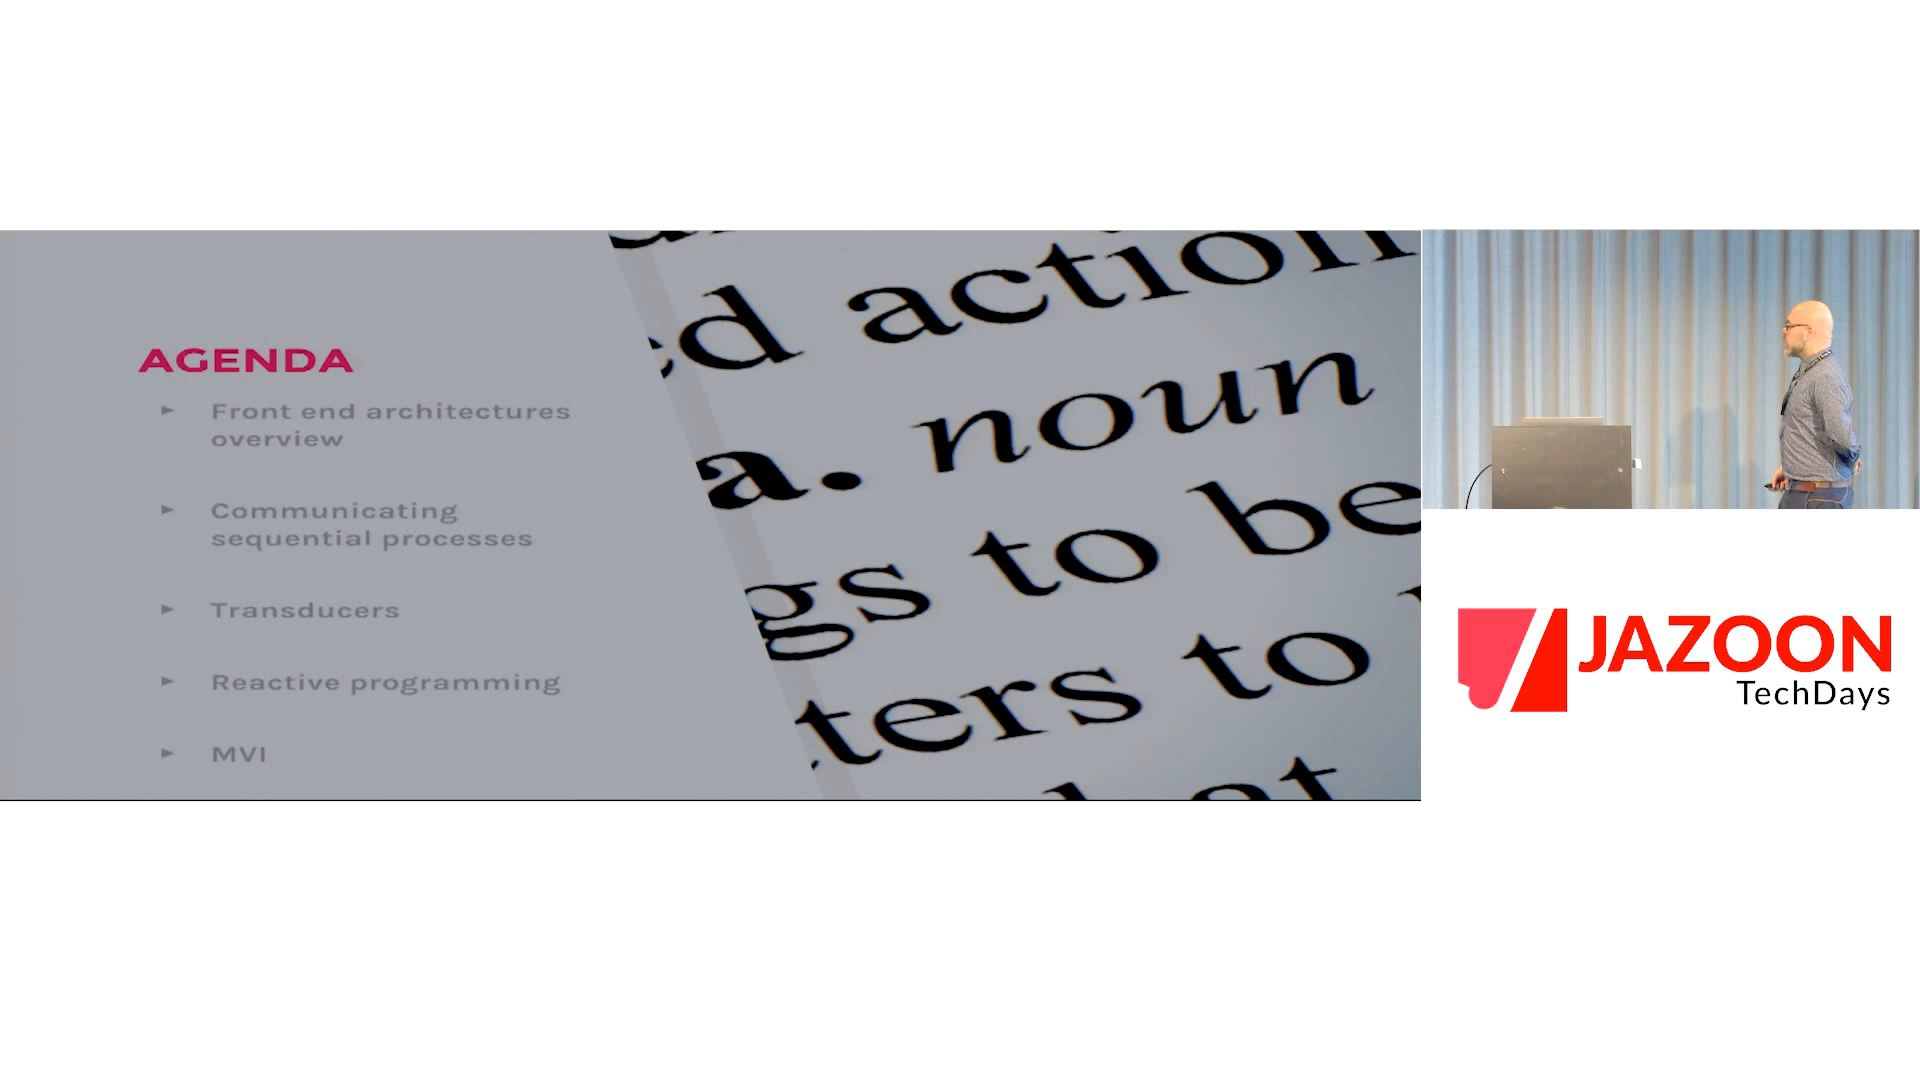 AGENDA
Front end architectures
overview
Communicating
sequential processes
Transducers
Reactive programming
MVI
action
a. noun
gs to be
ters to
at
JAZOON
TechDays